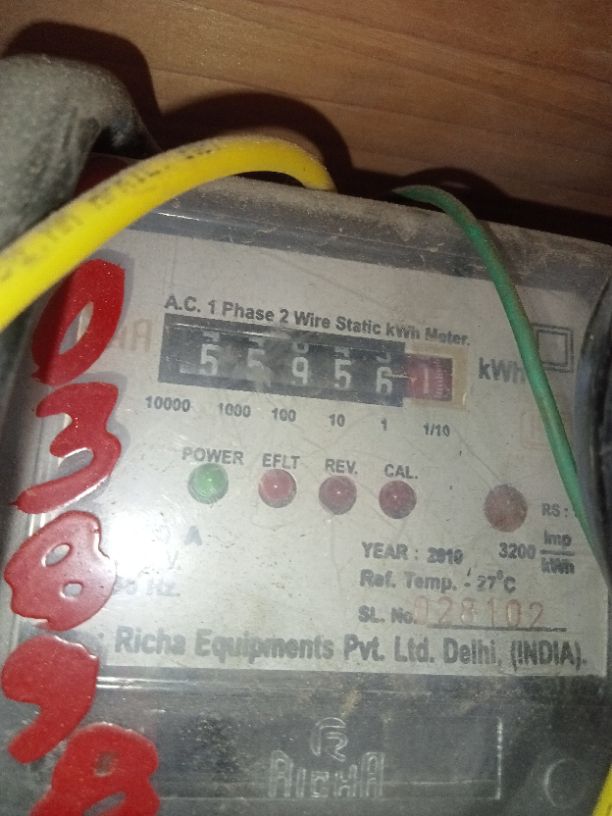 A.C. 1 Phase 2 Wire Static kWh Meter.
5 5 9 5 6 1 kWh
10000 1000 100 10 1 1/10
POWER EFLT REV. CAL.
RS :
A
YEAR : 2010 3200 Imp/kWh
Hz. Ref. Temp. - 27°C
SL. No. 028102
Richa Equipments Pvt. Ltd. Delhi, (INDIA).
RICHA